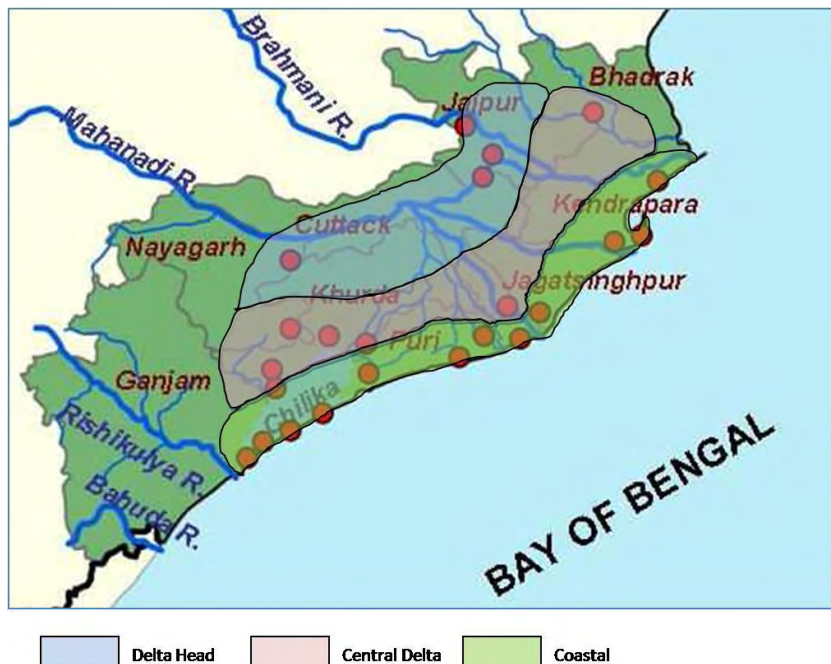 Brahmani R.
Bhadrak
Jajpur
Mahanadi R.
Kendrapara
Cuttack
Nayagarh
Jagatsinghpur
Khurda
Puri
Ganjam
Chilika
Rishikulya R.
BAY OF BENGAL
Bahuda R.
Delta Head
Central Delta
Coastal